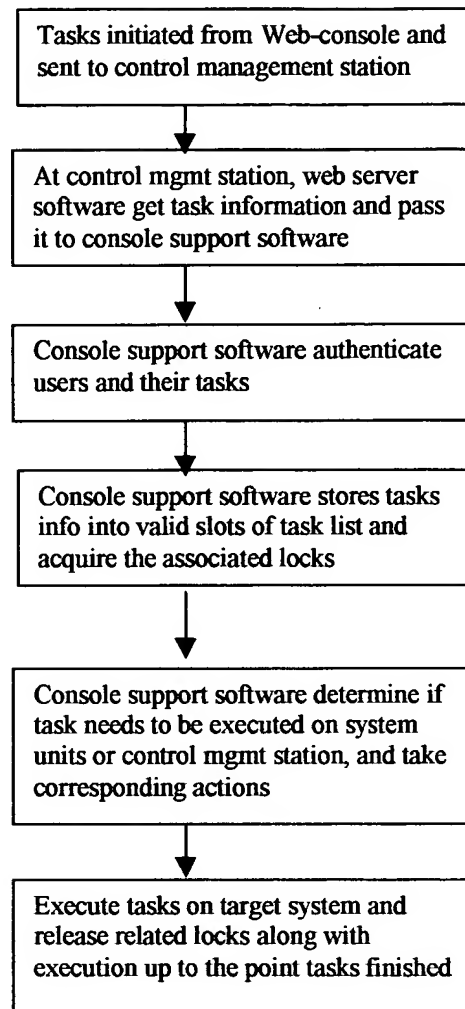 Tasks initiated from Web-console and
sent to control management station
At control mgmt station, web server
software get task information and pass
it to console support software
Console support software authenticate
users and their tasks
Console support software stores tasks
info into valid slots of task list and
acquire the associated locks
Console support software determine if
task needs to be executed on system
units or control mgmt station, and take
corresponding actions
Execute tasks on target system and
release related locks along with
execution up to the point tasks finished